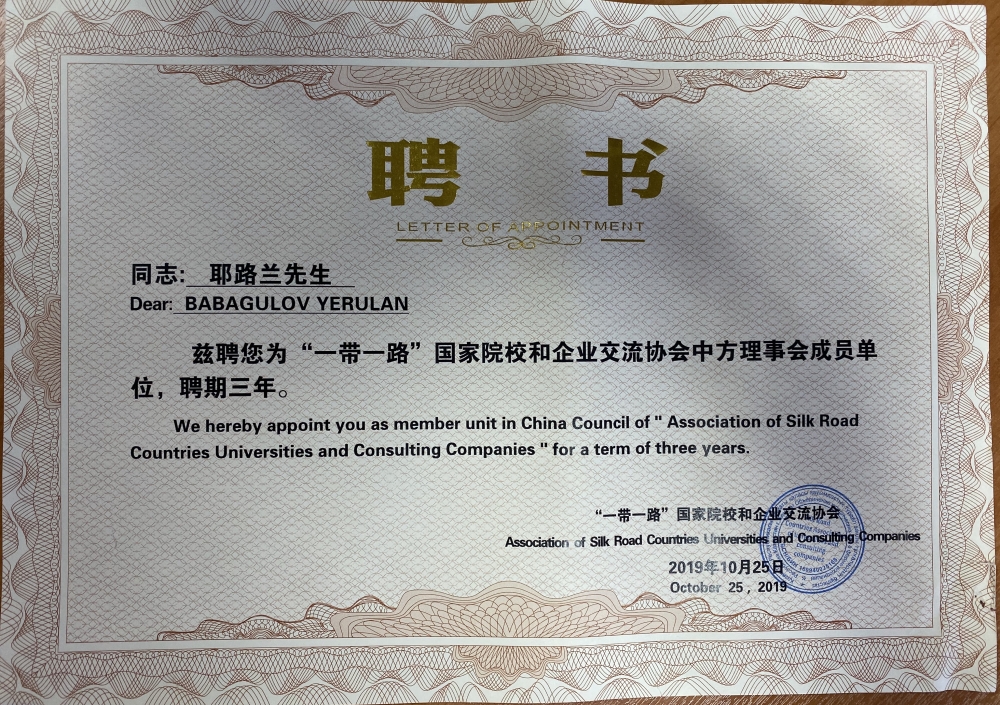 聘 书
LETTER OF APPOINTMENT
同志: 耶路兰先生
Dear: BABAGULOV YERULAN
兹聘您为“一带一路”国家院校和企业交流协会中方理事会成员单
位，聘期三年。
We hereby appoint you as member unit in China Council of " Association of Silk Road
Countries Universities and Consulting Companies " for a term of three years.
“一带一路”国家院校和企业交流协会
Association of Silk Road Countries Universities and Consulting Companies
2019年10月25日
October 25 , 2019